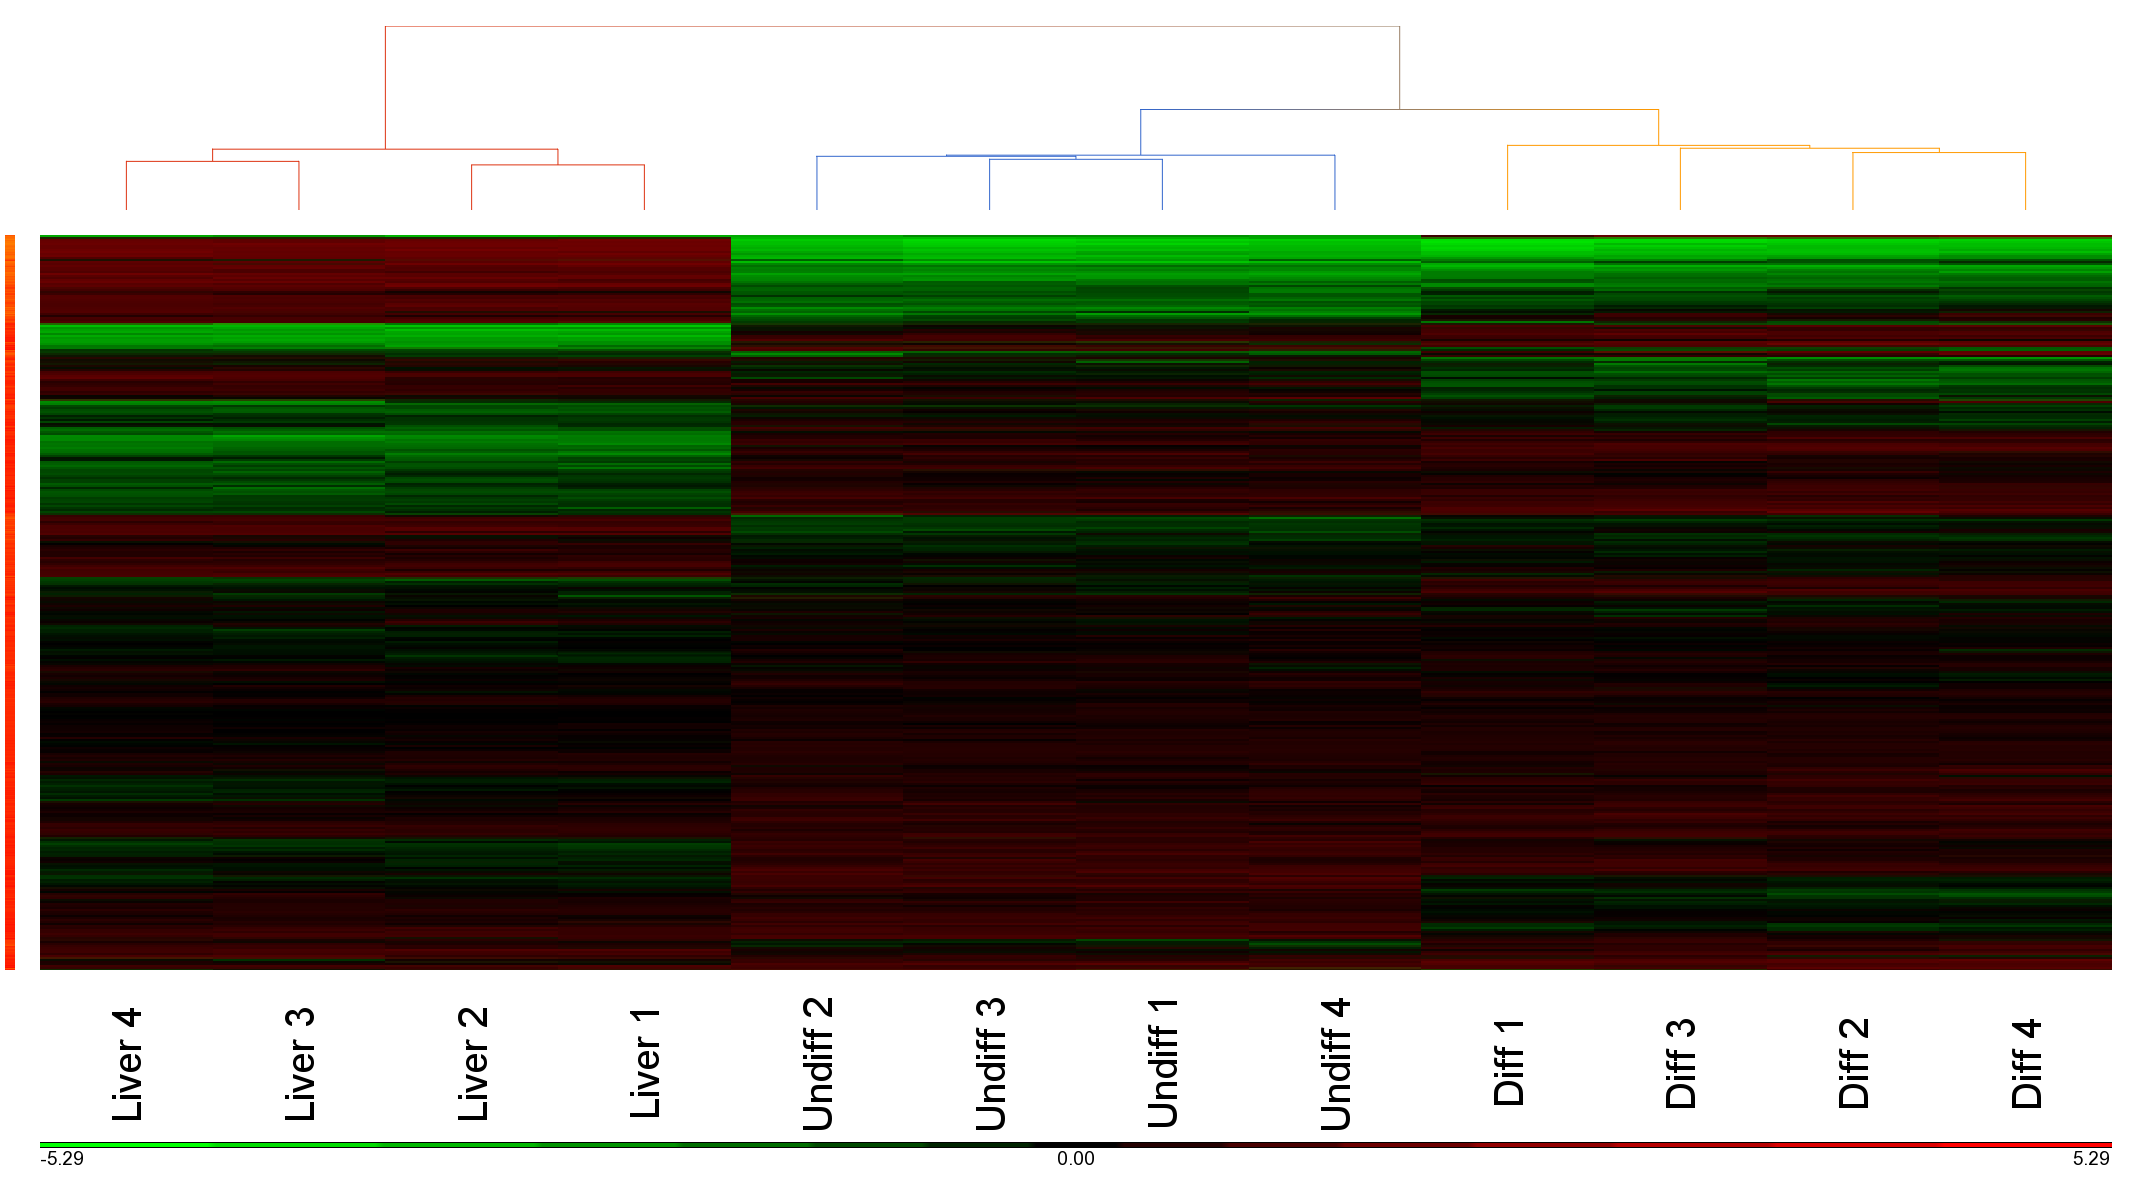 Liver 4
Liver 3
Liver 2
Liver 1
Undiff 2
Undiff 3
Undiff 1
Undiff 4
Diff 1
Diff 3
Diff 2
Diff 4
-5.29
0.00
5.29